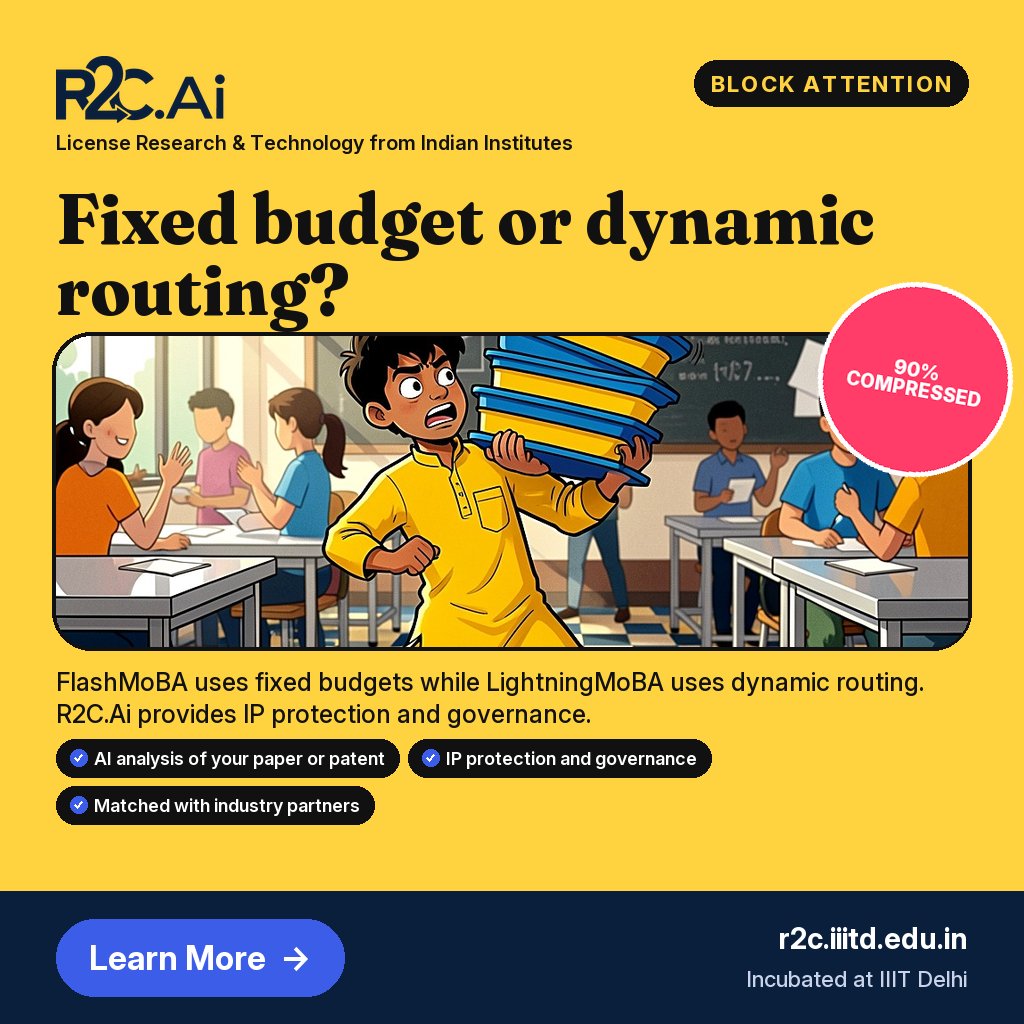 R2C.Ai
BLOCK ATTENTION
License Research & Technology from Indian Institutes
Fixed budget or dynamic
routing?
90%
COMPRESSED
FlashMoBA uses fixed budgets while LightningMoBA uses dynamic routing.
R2C.Ai provides IP protection and governance.
AI analysis of your paper or patent
IP protection and governance
Matched with industry partners
Learn More →
r2c.iiitd.edu.in
Incubated at IIIT Delhi